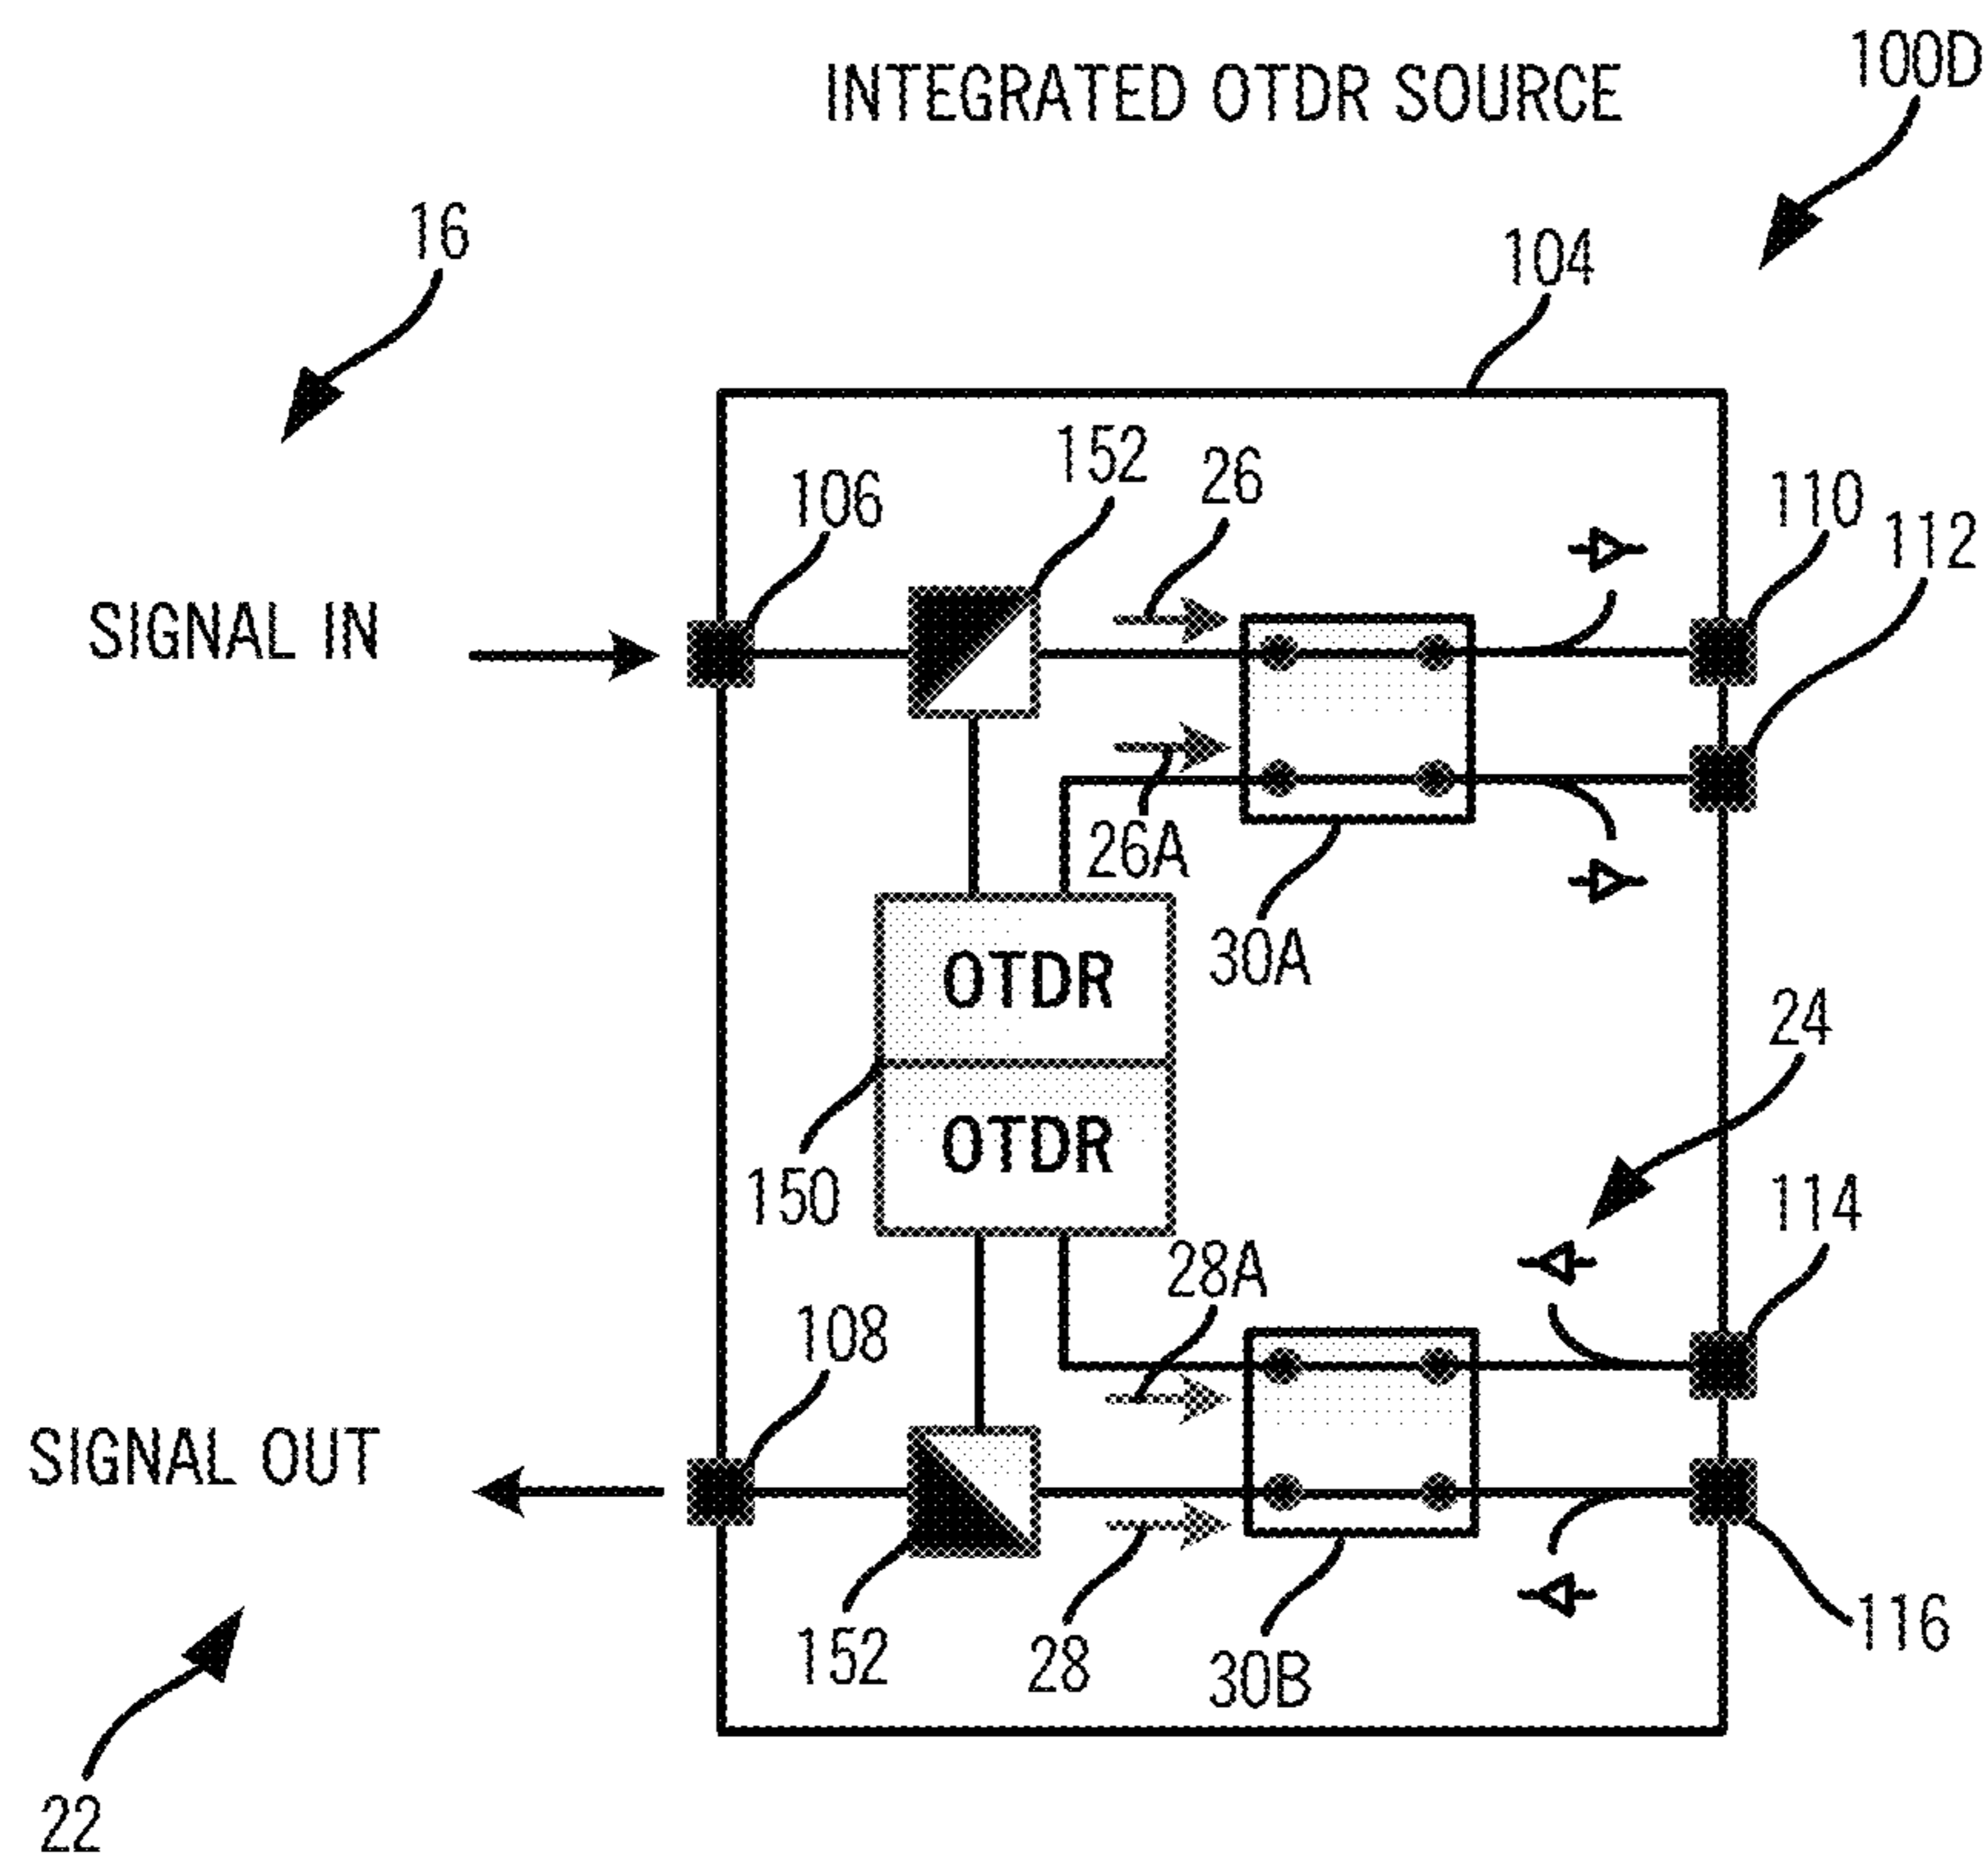 INTEGRATED OTDR SOURCE
100D
16
104
152
26
106
110
112
SIGNAL IN
26A
30A
OTDR
24
OTDR
150
114
28A
108
SIGNAL OUT
116
152
28
30B
22